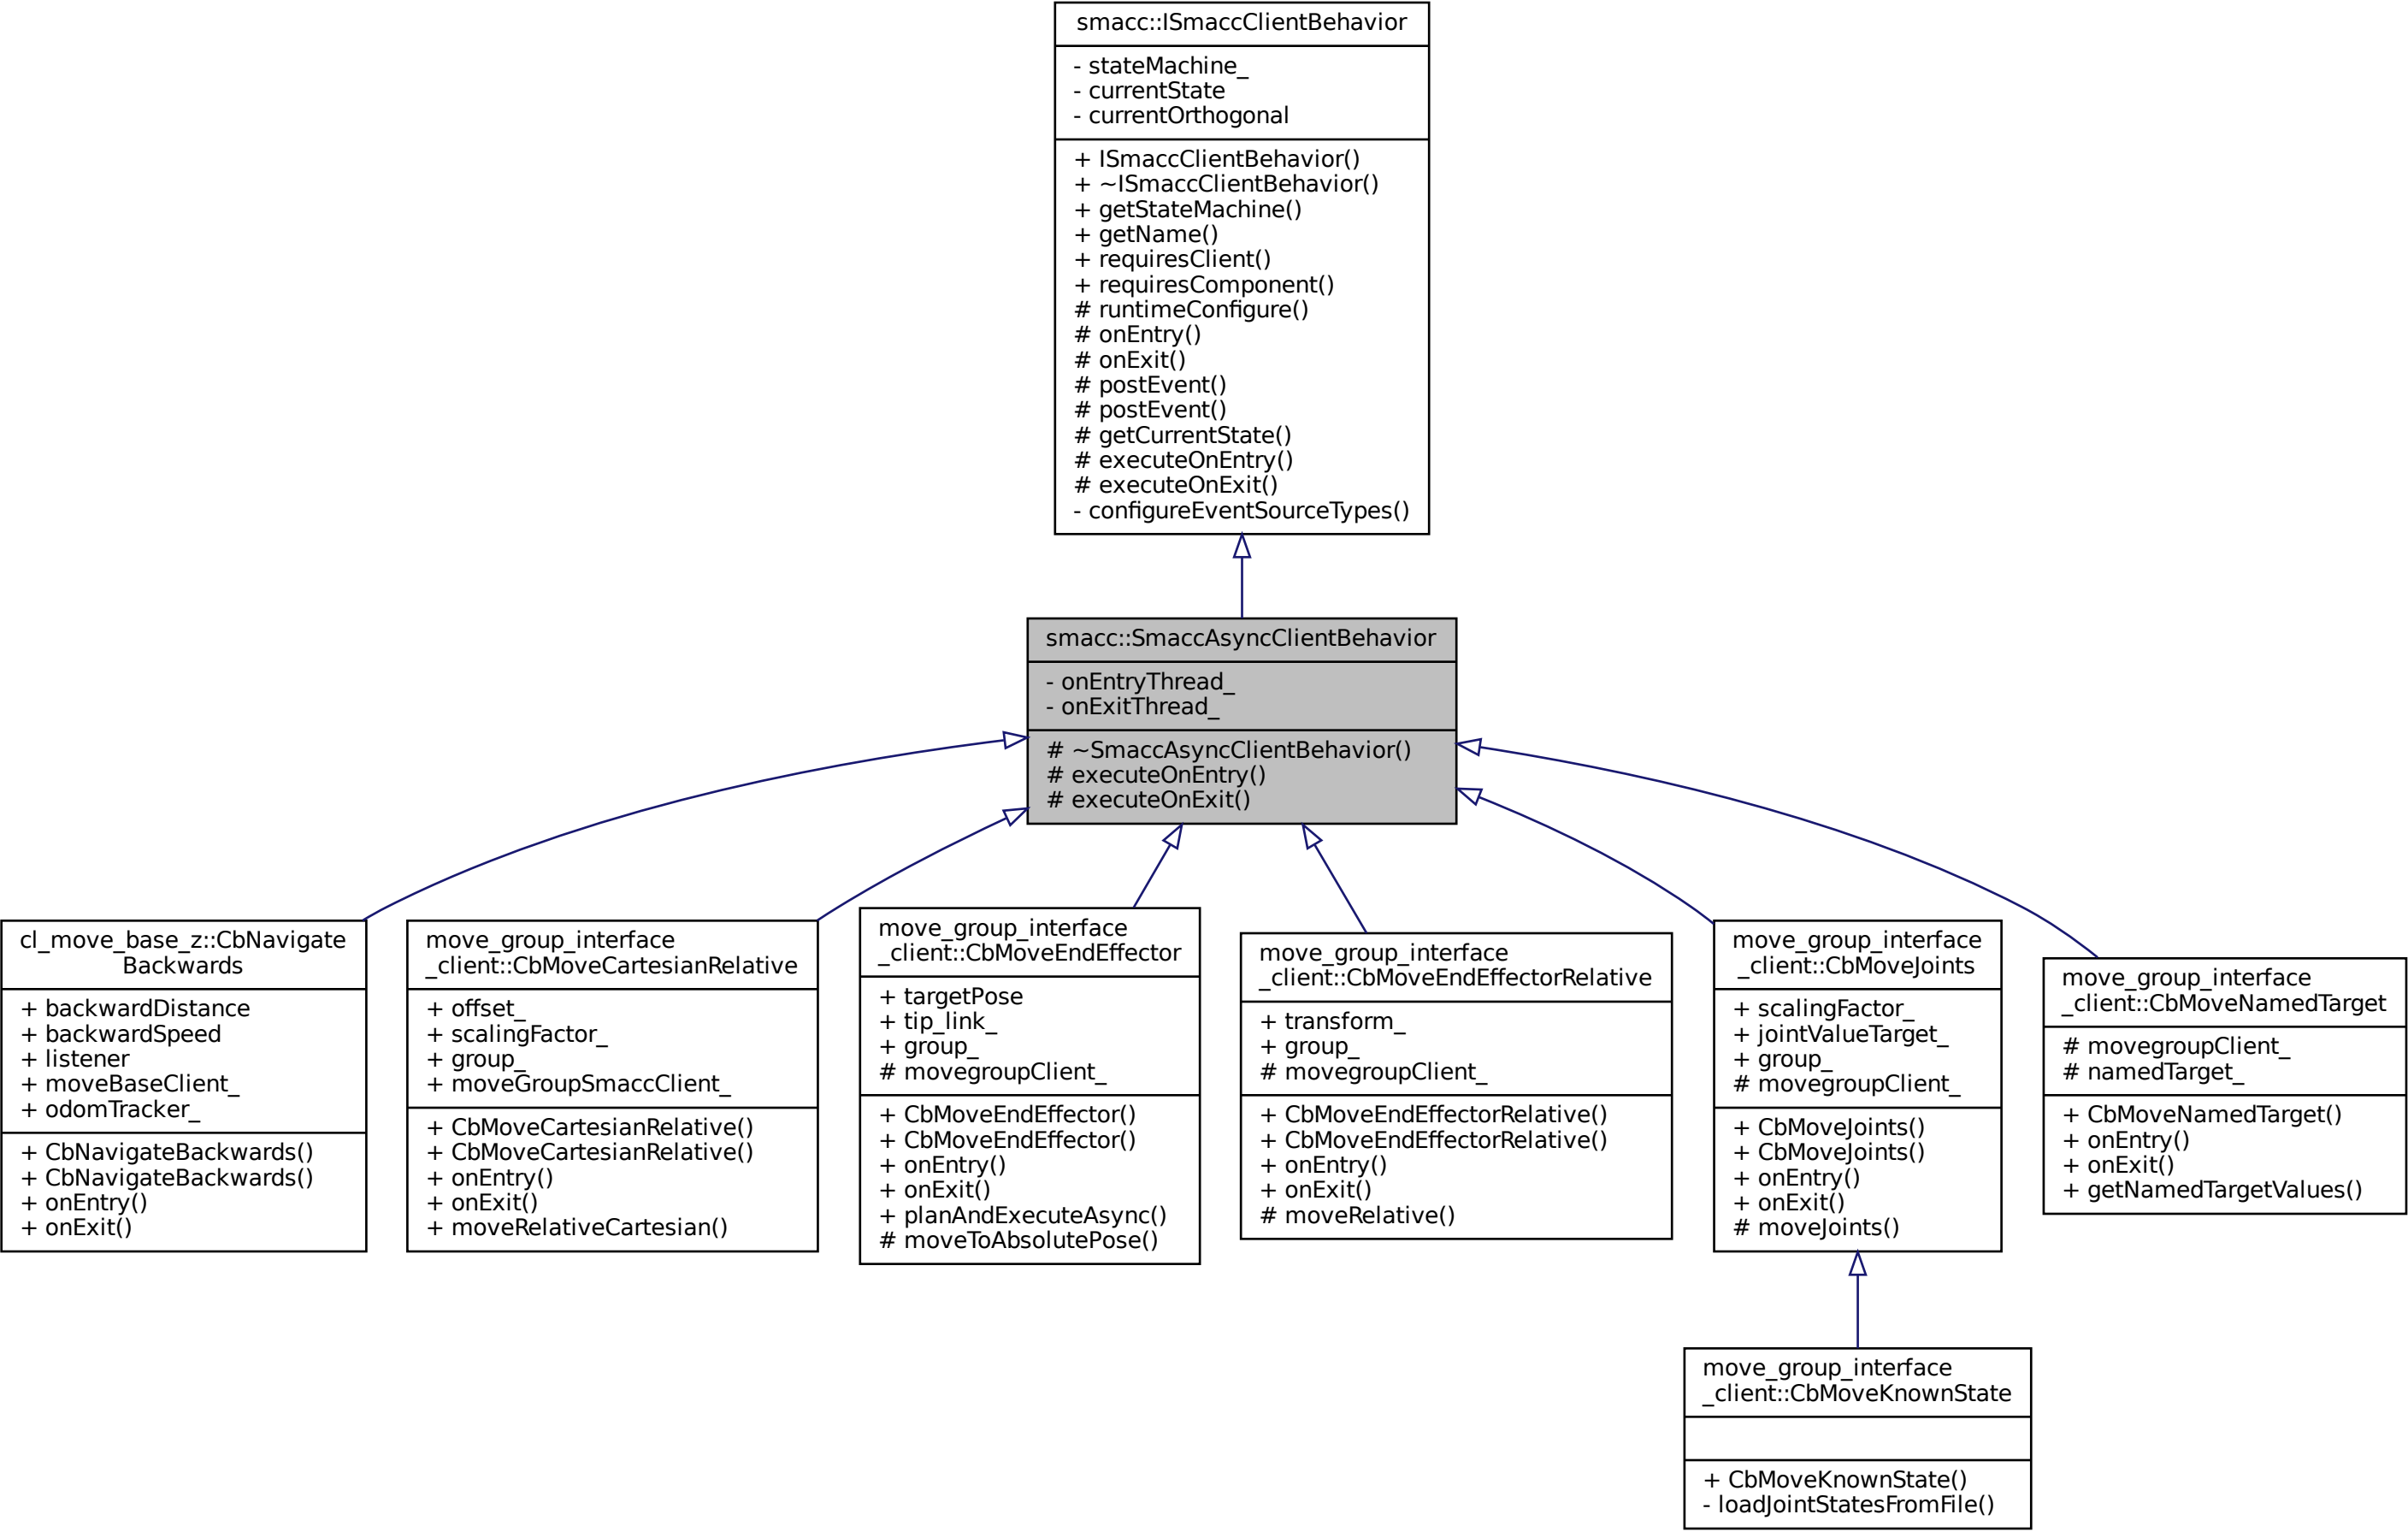 smacc::ISmaccClientBehavior
- stateMachine_
- currentState
- currentOrthogonal
+ ISmaccClientBehavior()
+ ~ISmaccClientBehavior()
+ getStateMachine()
+ getName()
+ requiresClient()
+ requiresComponent()
# runtimeConfigure()
# onEntry()
# onExit()
# postEvent()
# postEvent()
# getCurrentState()
# executeOnEntry()
# executeOnExit()
- configureEventSourceTypes()
smacc::SmaccAsyncClientBehavior
- onEntryThread_
- onExitThread_
# ~SmaccAsyncClientBehavior()
# executeOnEntry()
# executeOnExit()
cl_move_base_z::CbNavigate
Backwards
+ backwardDistance
+ backwardSpeed
+ listener
+ moveBaseClient_
+ odomTracker_
+ CbNavigateBackwards()
+ CbNavigateBackwards()
+ onEntry()
+ onExit()
move_group_interface
_client::CbMoveCartesianRelative
+ offset_
+ scalingFactor_
+ group_
+ moveGroupSmaccClient_
+ CbMoveCartesianRelative()
+ CbMoveCartesianRelative()
+ onEntry()
+ onExit()
+ moveRelativeCartesian()
move_group_interface
_client::CbMoveEndEffector
+ targetPose
+ tip_link_
+ group_
# movegroupClient_
+ CbMoveEndEffector()
+ CbMoveEndEffector()
+ onEntry()
+ onExit()
+ planAndExecuteAsync()
# moveToAbsolutePose()
move_group_interface
_client::CbMoveEndEffectorRelative
+ transform_
+ group_
# movegroupClient_
+ CbMoveEndEffectorRelative()
+ CbMoveEndEffectorRelative()
+ onEntry()
+ onExit()
# moveRelative()
move_group_interface
_client::CbMoveJoints
+ scalingFactor_
+ jointValueTarget_
+ group_
# movegroupClient_
+ CbMoveJoints()
+ CbMoveJoints()
+ onEntry()
+ onExit()
# moveJoints()
move_group_interface
_client::CbMoveNamedTarget
# movegroupClient_
# namedTarget_
+ CbMoveNamedTarget()
+ onEntry()
+ onExit()
+ getNamedTargetValues()
move_group_interface
_client::CbMoveKnownState
+ CbMoveKnownState()
- loadJointStatesFromFile()